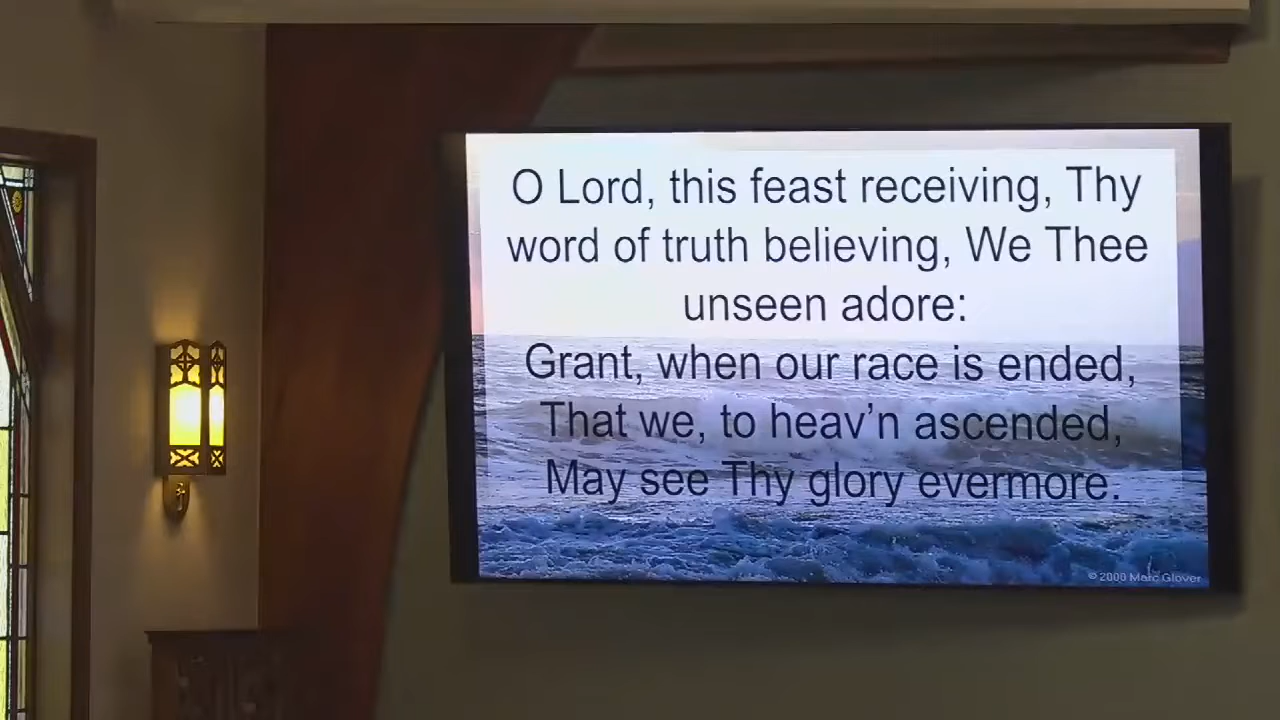 O Lord, this feast receiving, Thy
word of truth believing, We Thee
unseen adore:
Grant, when our race is ended,
That we, to heav’n ascended,
May see Thy glory evermore.
© 2000 Marc Glover